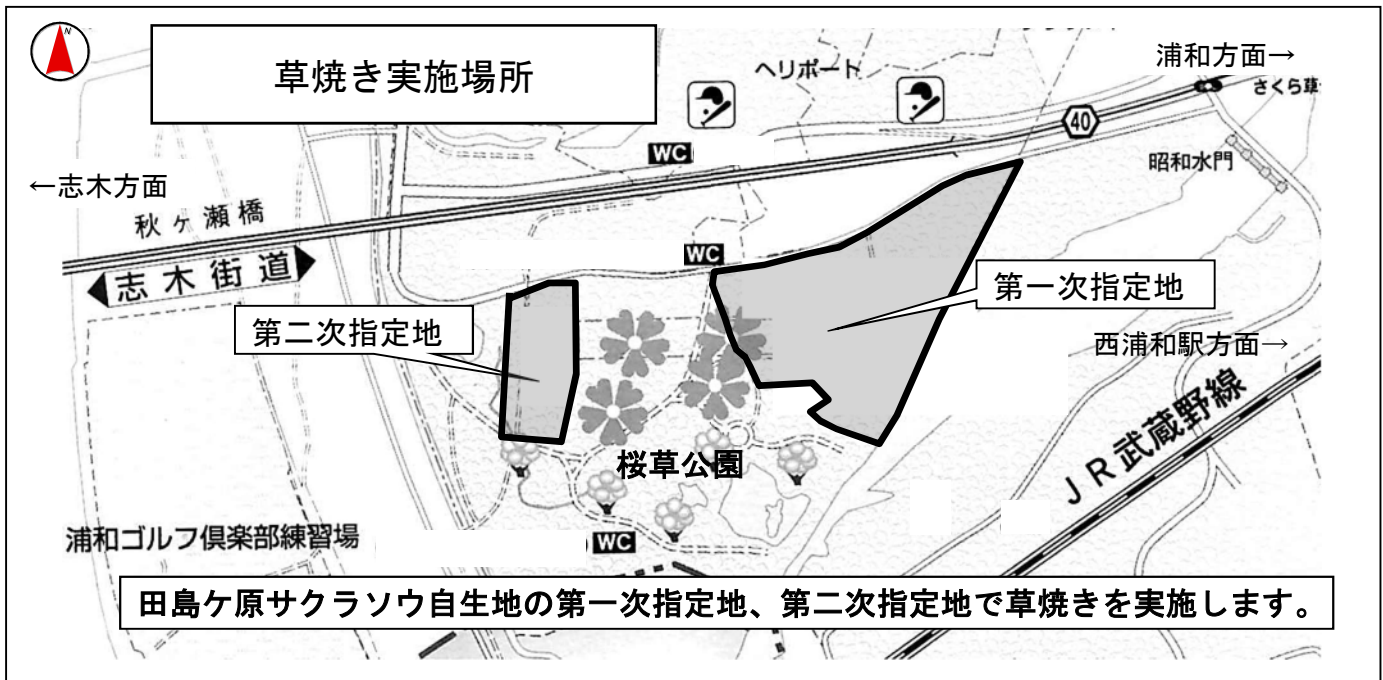 N
草焼き実施場所
ヘリポート
浦和方面→
さくら草
40
WC
昭和水門
←志木方面
秋ヶ瀬橋
志木街道
WC
第一次指定地
第二次指定地
西浦和駅方面→
JR武蔵野線
桜草公園
浦和ゴルフ倶楽部練習場
WC
田島ケ原サクラソウ自生地の第一次指定地、第二次指定地で草焼きを実施します。